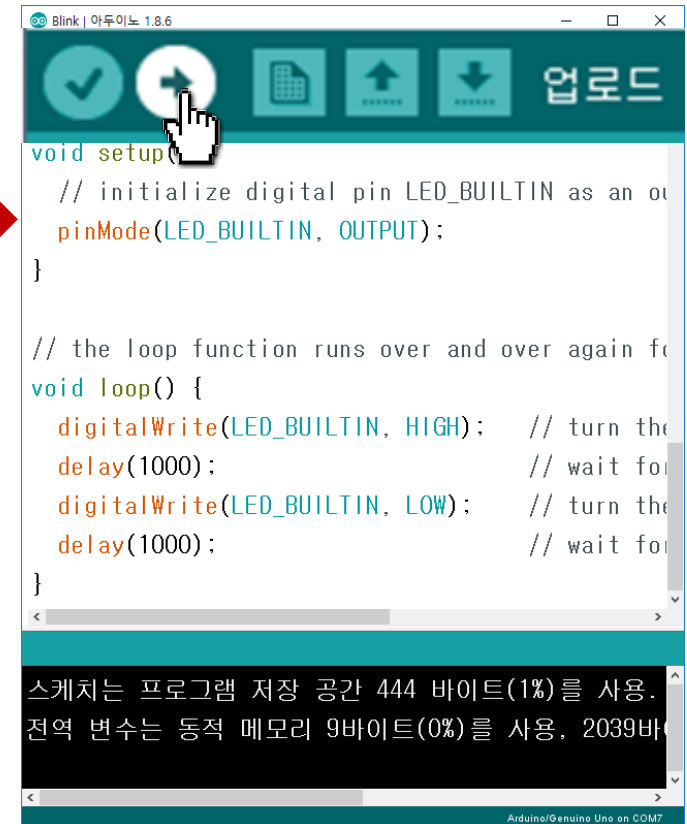 Blink | 아두이노 1.8.6
업로드
void setup(
// initialize digital pin LED_BUILTIN as an
pinMode(LED_BUILTIN, OUTPUT);
}
// the loop function runs over and over again
void loop() {
digitalWrite(LED_BUILTIN, HIGH); // turn the
delay(1000); // wait for
digitalWrite(LED_BUILTIN, LOW); // turn the
delay(1000); // wait for
}
스케치는 프로그램 저장 공간 444 바이트(1%)를 사용.
전역 변수는 동적 메모리 9바이트(0%)를 사용, 2039바
Arduino/Genuino Uno on COM7